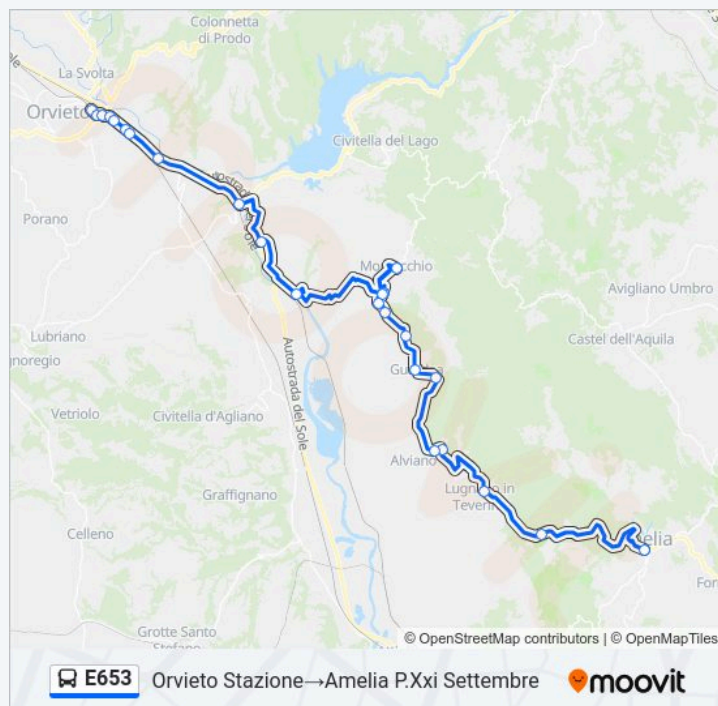 Colonnetta
di Prodo
ole
La Svolta
Orvieto
Civitella del Lago
Porano
Avigliano Umbro
Castel dell'Aquila
Lubriano
Autostrada del Sole
Vetriolo
Civitella d'Agliano
Alviano
Graffignano
Lugnano in
Celleno
Grotte Santo
Stefano
© OpenStreetMap contributors | © OpenMapTiles
E653 Orvieto Stazione→Amelia P.Xxi Settembre moovit